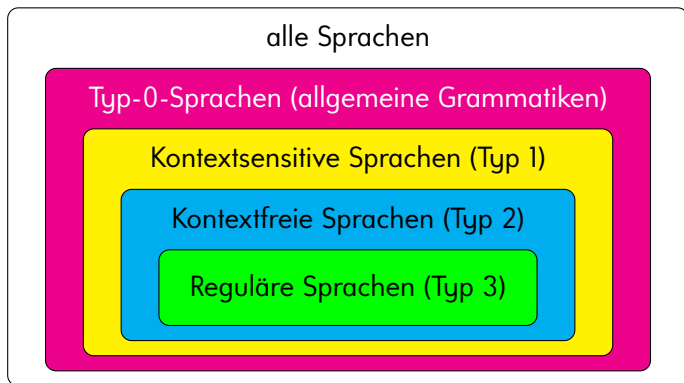 alle Sprachen
Typ-0-Sprachen (allgemeine Grammatiken)
Kontextsensitive Sprachen (Typ 1)
Kontextfreie Sprachen (Typ 2)
Reguläre Sprachen (Typ 3)